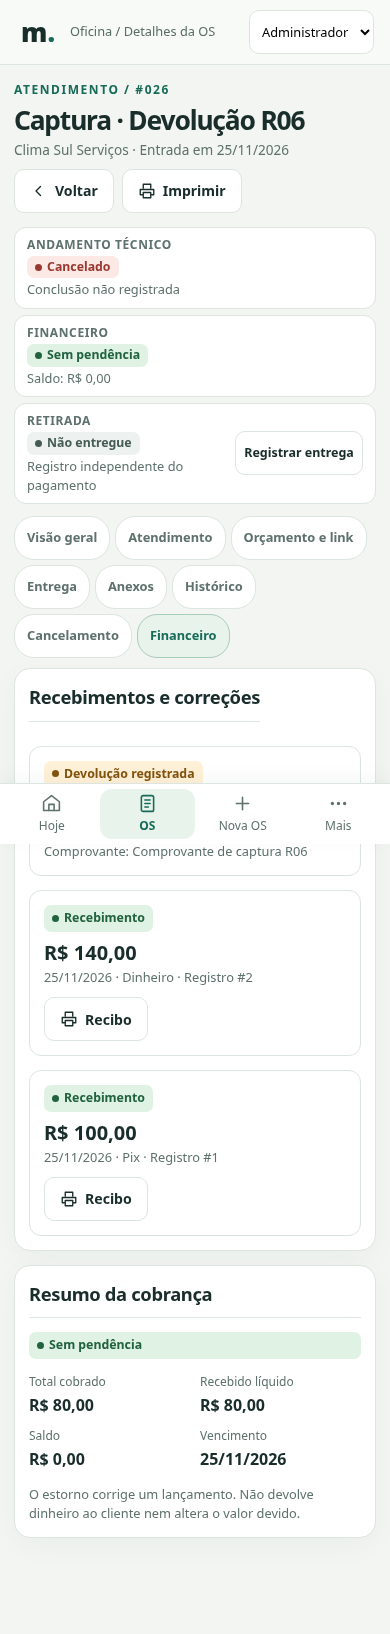 m.
Oficina / Detalhes da OS
Administrador
ATENDIMENTO / #026
Captura · Devolução R06
Clima Sul Serviços · Entrada em 25/11/2026
Voltar
Imprimir
ANDAMENTO TÉCNICO
Cancelado
Conclusão não registrada
FINANCEIRO
Sem pendência
Saldo: R$ 0,00
RETIRADA
Não entregue
Registro independente do
pagamento
Registrar entrega
Visão geral
Atendimento
Orçamento e link
Entrega
Anexos
Histórico
Cancelamento
Financeiro
Recebimentos e correções
Devolução registrada
Hoje
OS
Nova OS
Mais
Comprovante: Comprovante de captura R06
Recebimento
R$ 140,00
25/11/2026 · Dinheiro · Registro #2
Recibo
Recebimento
R$ 100,00
25/11/2026 · Pix · Registro #1
Recibo
Resumo da cobrança
Sem pendência
Total cobrado
R$ 80,00
Recebido líquido
R$ 80,00
Saldo
R$ 0,00
Vencimento
25/11/2026
O estorno corrige um lançamento. Não devolve
dinheiro ao cliente nem altera o valor devido.